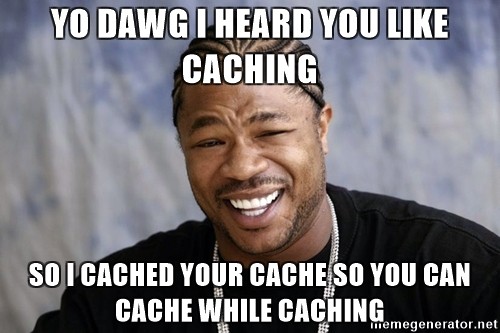 YO DAWG I HEARD YOU LIKE
CACHING
SO I CACHED YOUR CACHE SO YOU CAN
CACHE WHILE CACHING
memegenerator.net